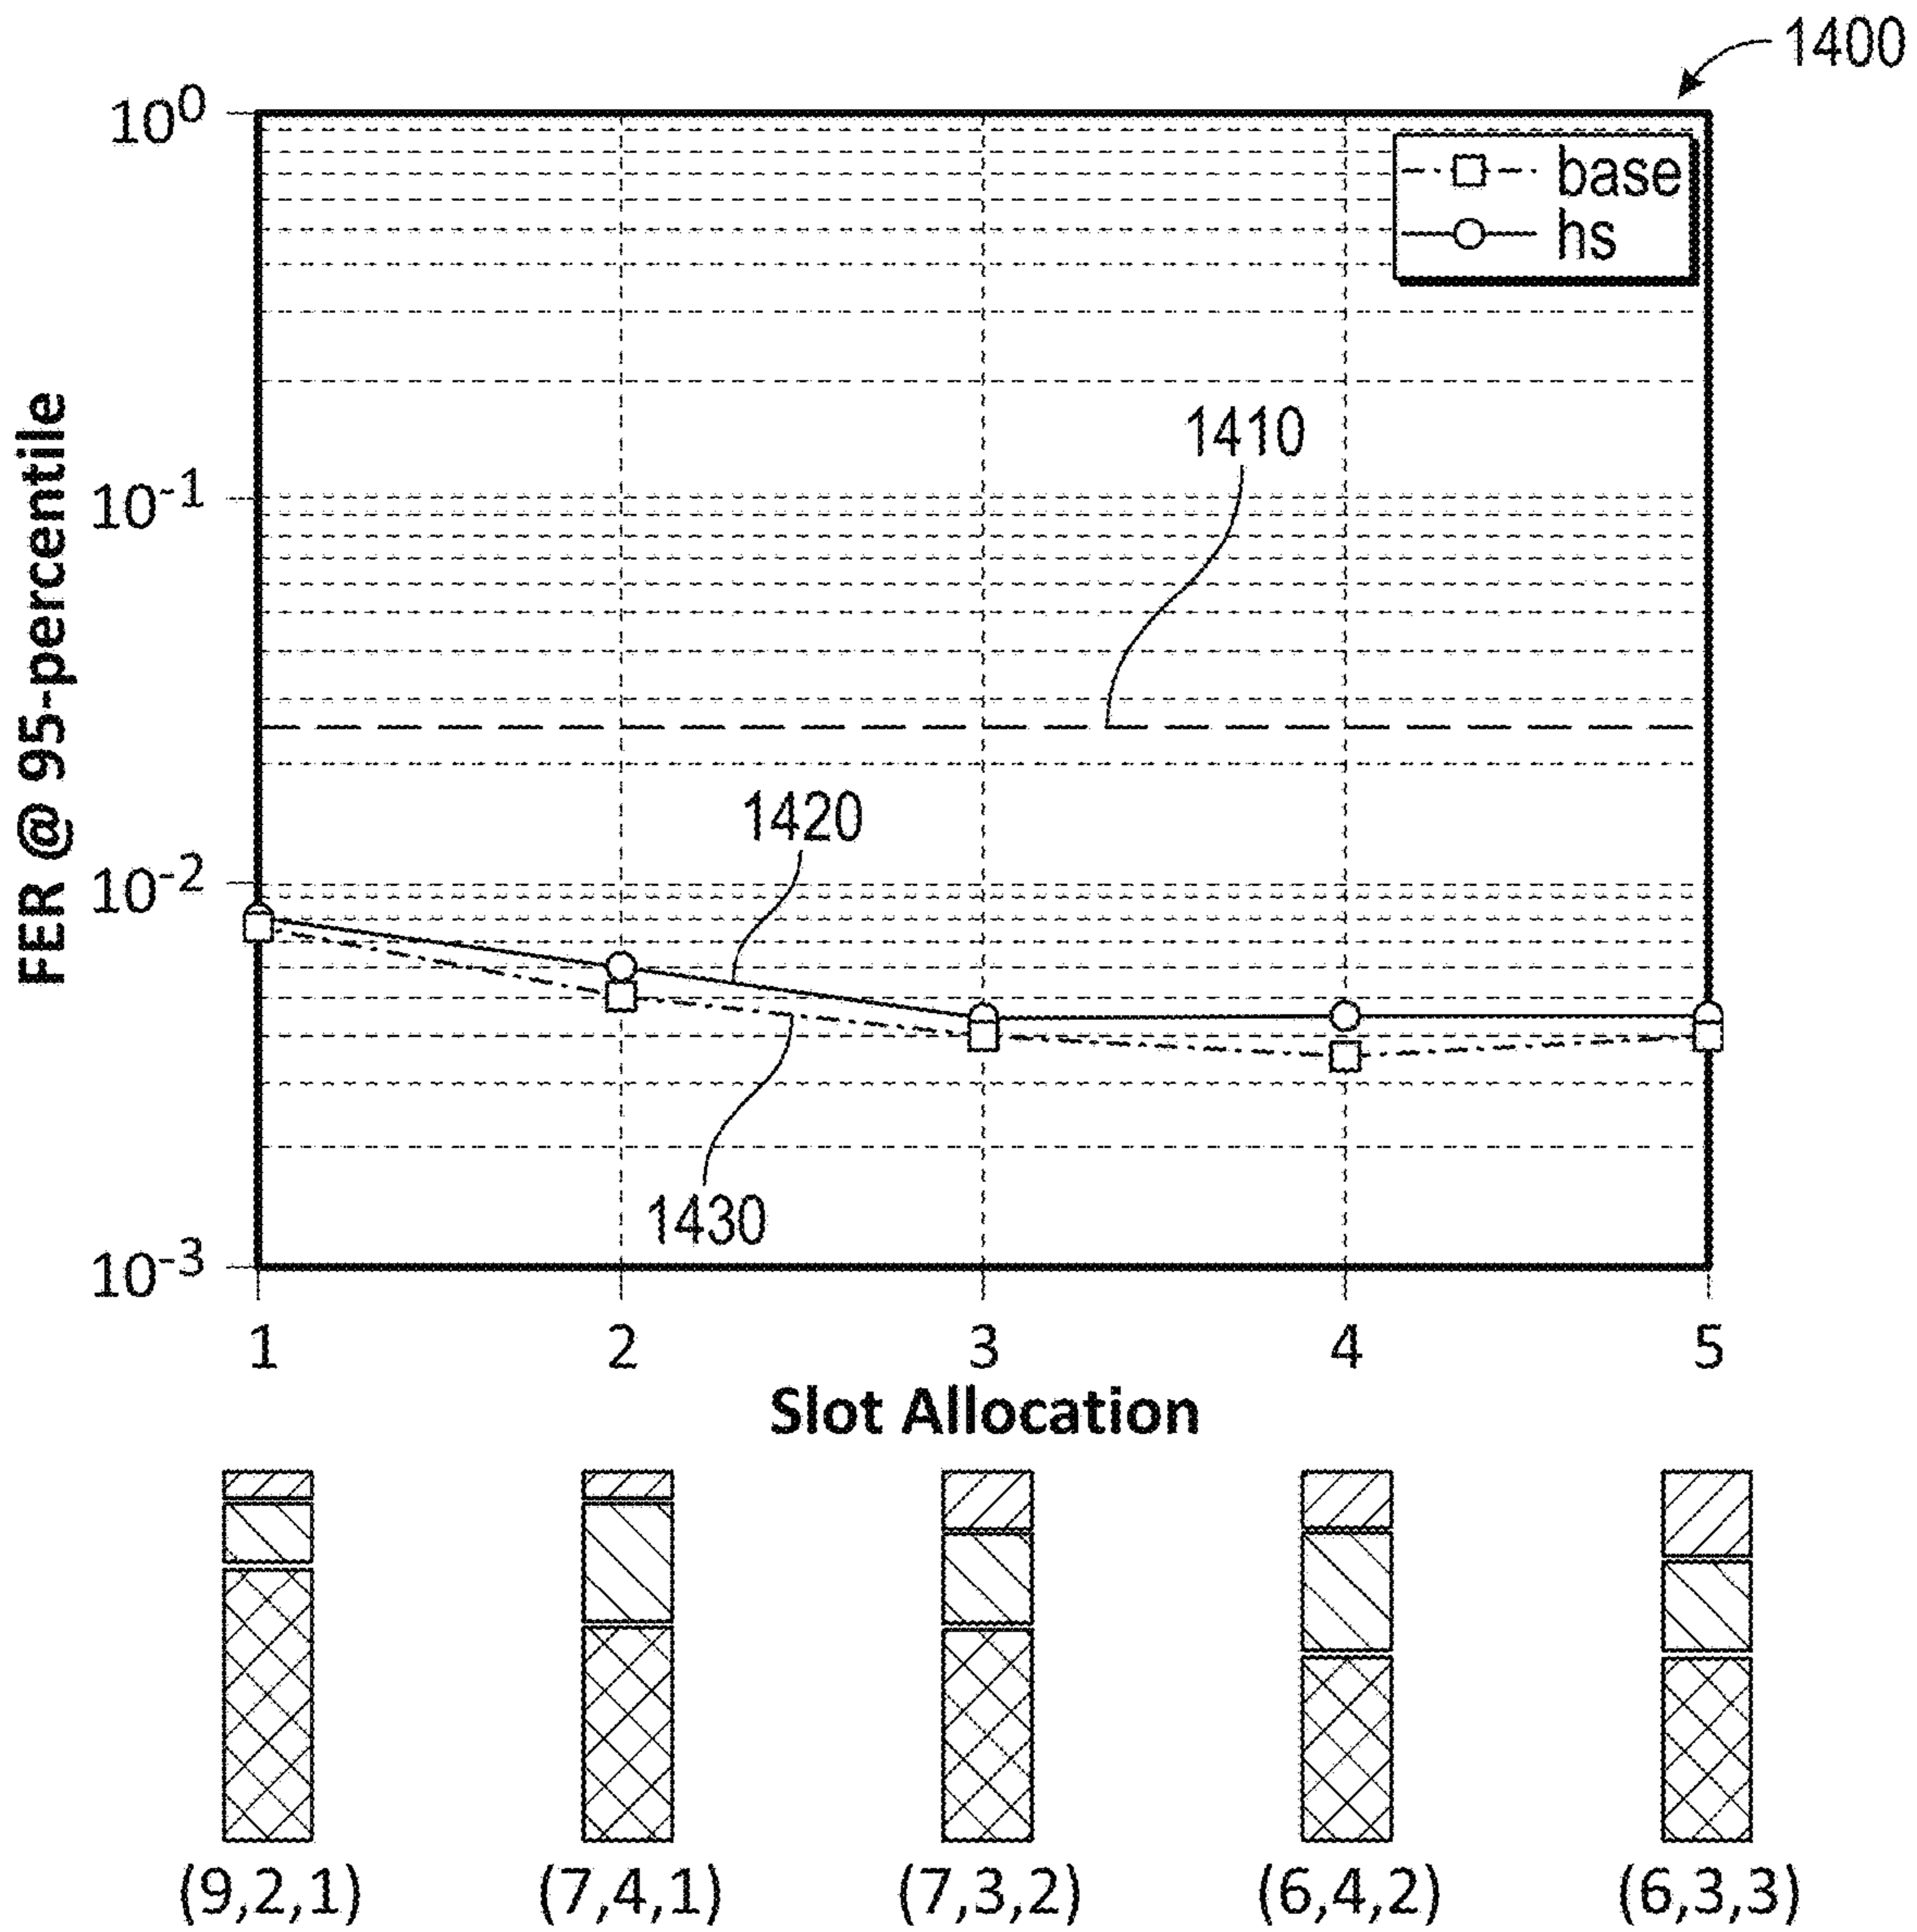 1400
10⁰
base
hs
10⁻¹
1410
FER @ 95-percentile
1420
10⁻²
1430
10⁻³
1 2 3 4 5
Slot Allocation
(9,2,1) (7,4,1) (7,3,2) (6,4,2) (6,3,3)